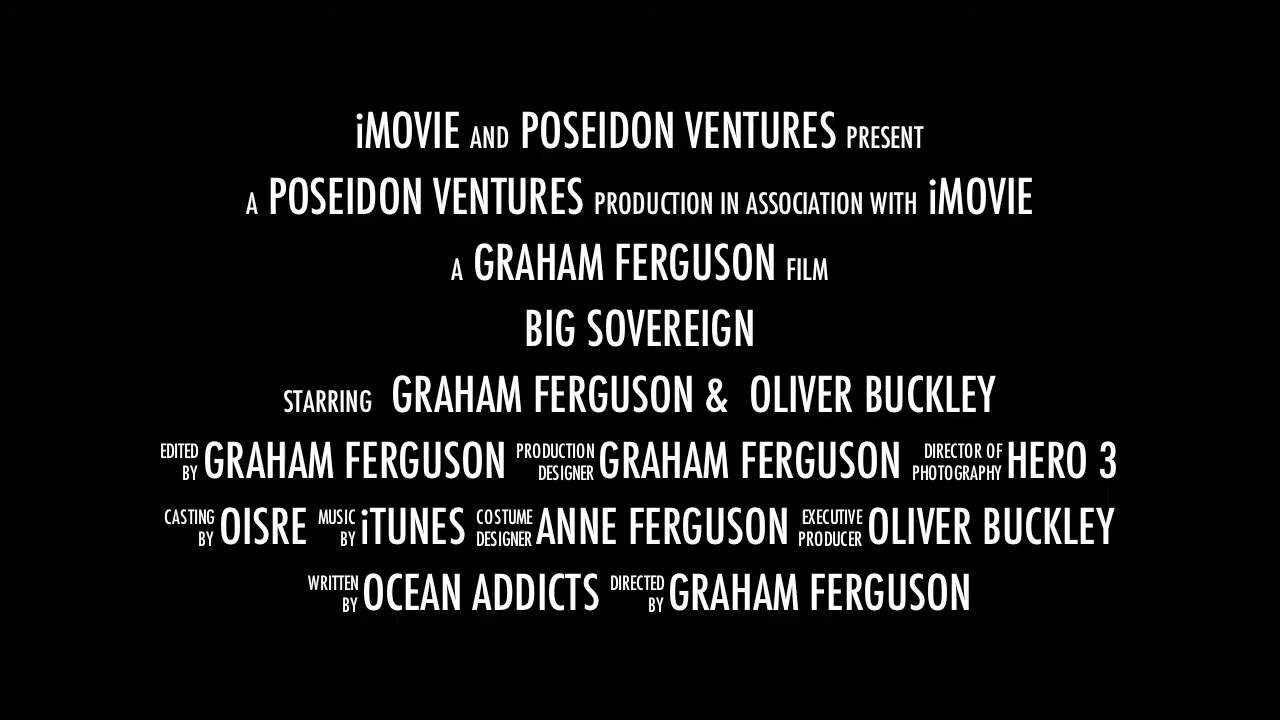 iMOVIE AND POSEIDON VENTURES PRESENT
A POSEIDON VENTURES PRODUCTION IN ASSOCIATION WITH iMOVIE
A GRAHAM FERGUSON FILM
BIG SOVEREIGN
STARRING GRAHAM FERGUSON & OLIVER BUCKLEY
EDITED BY GRAHAM FERGUSON PRODUCTION DESIGNER GRAHAM FERGUSON DIRECTOR OF PHOTOGRAPHY HERO 3
CASTING BY OISRE MUSIC BY iTUNES COSTUME DESIGNER ANNE FERGUSON EXECUTIVE PRODUCER OLIVER BUCKLEY
WRITTEN BY OCEAN ADDICTS DIRECTED BY GRAHAM FERGUSON